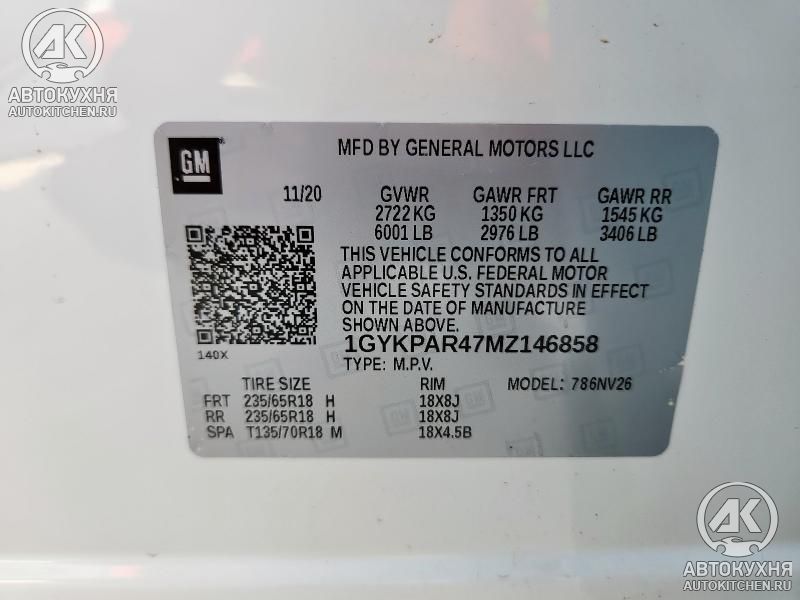 AK
АВТОКУХНЯ
AUTOKITCHEN.RU
GM
MFD BY GENERAL MOTORS LLC
11/20 GVWR GAWR FRT GAWR RR
2722 KG 1350 KG 1545 KG
6001 LB 2976 LB 3406 LB
THIS VEHICLE CONFORMS TO ALL
APPLICABLE U.S. FEDERAL MOTOR
VEHICLE SAFETY STANDARDS IN EFFECT
ON THE DATE OF MANUFACTURE
SHOWN ABOVE.
1GYKPAR47MZ146858
140X
TYPE: M.P.V.
TIRE SIZE RIM MODEL: 786NV26
FRT 235/65R18 H 18X8J
RR 235/65R18 H 18X8J
SPA T135/70R18 M 18X4.5B
AK
АВТОКУХНЯ
AUTOKITCHEN.RU